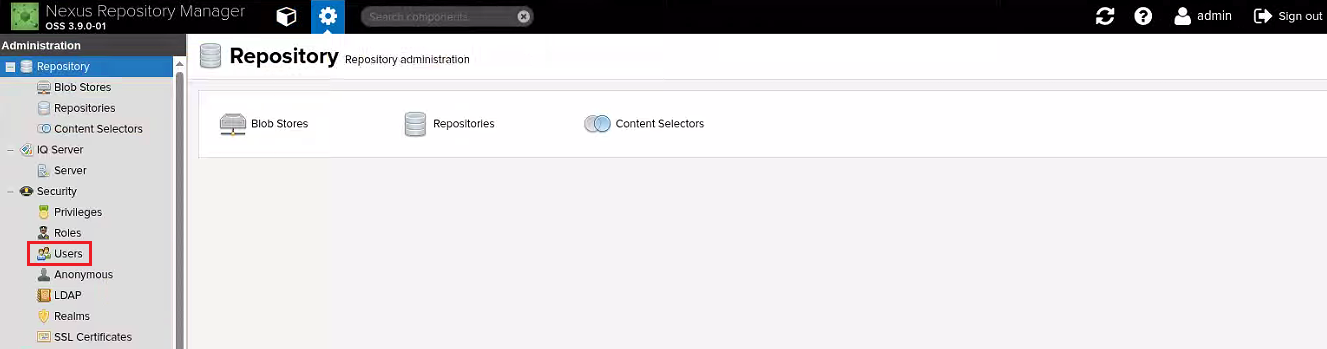 Nexus Repository Manager
OSS 3.9.0-01
Search components
admin
Sign out
Administration
Repository
Blob Stores
Repositories
Content Selectors
IQ Server
Server
Security
Privileges
Roles
Users
Anonymous
LDAP
Realms
SSL Certificates
Repository Repository administration
Blob Stores Repositories Content Selectors